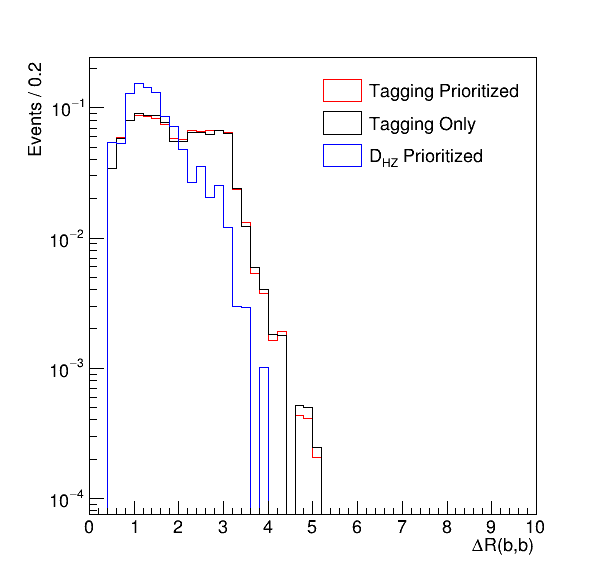 Events / 0.2
Tagging Prioritized
Tagging Only
D_HZ Prioritized
10⁻¹
10⁻²
10⁻³
10⁻⁴
0 1 2 3 4 5 6 7 8 9 10
ΔR(b,b)